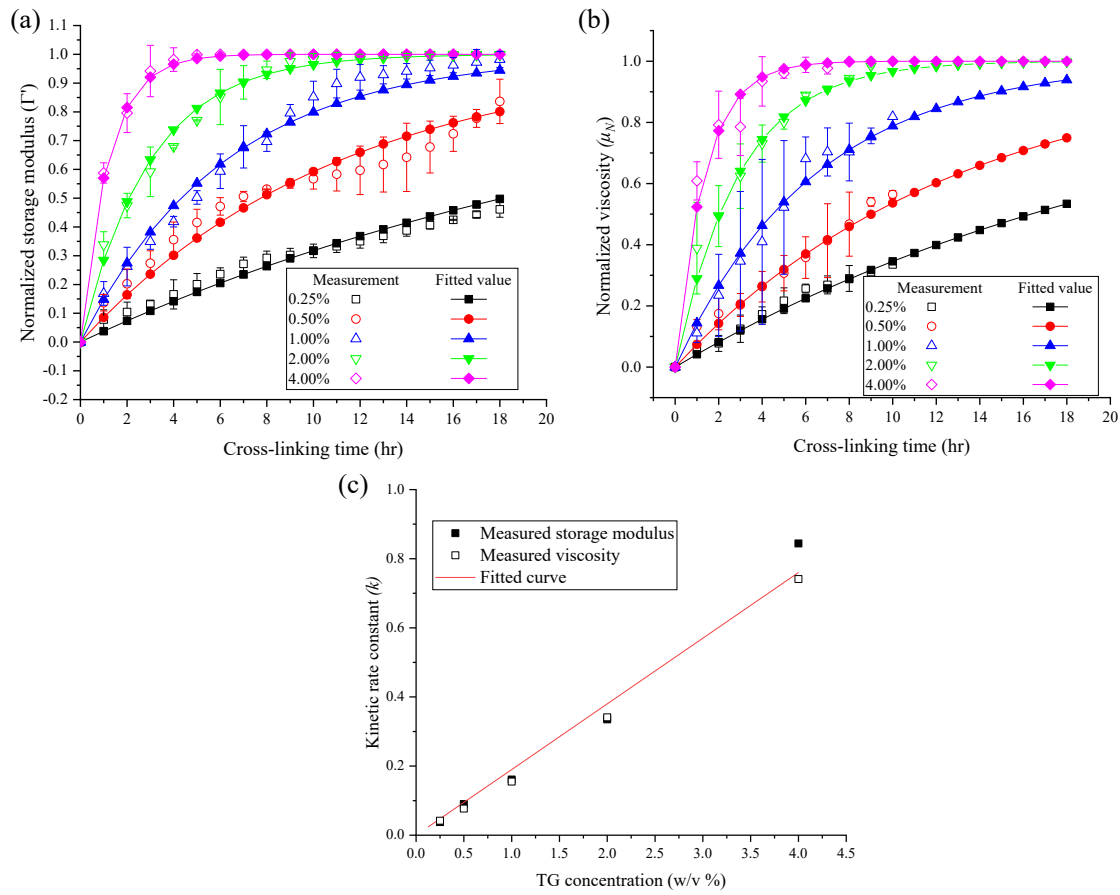 (a)
Normalized storage modulus (Γ')
1.1
1.0
0.9
0.8
0.7
0.6
0.5
0.4
0.3
0.2
0.1
0.0
-0.1
-0.2
Measurement Fitted value
0.25%
0.50%
1.00%
2.00%
4.00%
0 2 4 6 8 10 12 14 16 18 20
Cross-linking time (hr)
(b)
Normalized viscosity (μN)
1.0
0.8
0.6
0.4
0.2
0.0
Measurement Fitted value
0.25%
0.50%
1.00%
2.00%
4.00%
0 2 4 6 8 10 12 14 16 18 20
Cross-linking time (hr)
(c)
Kinetic rate constant (k)
1.0
0.8
0.6
0.4
0.2
0.0
Measured storage modulus
Measured viscosity
Fitted curve
0.0 0.5 1.0 1.5 2.0 2.5 3.0 3.5 4.0 4.5
TG concentration (w/v %)